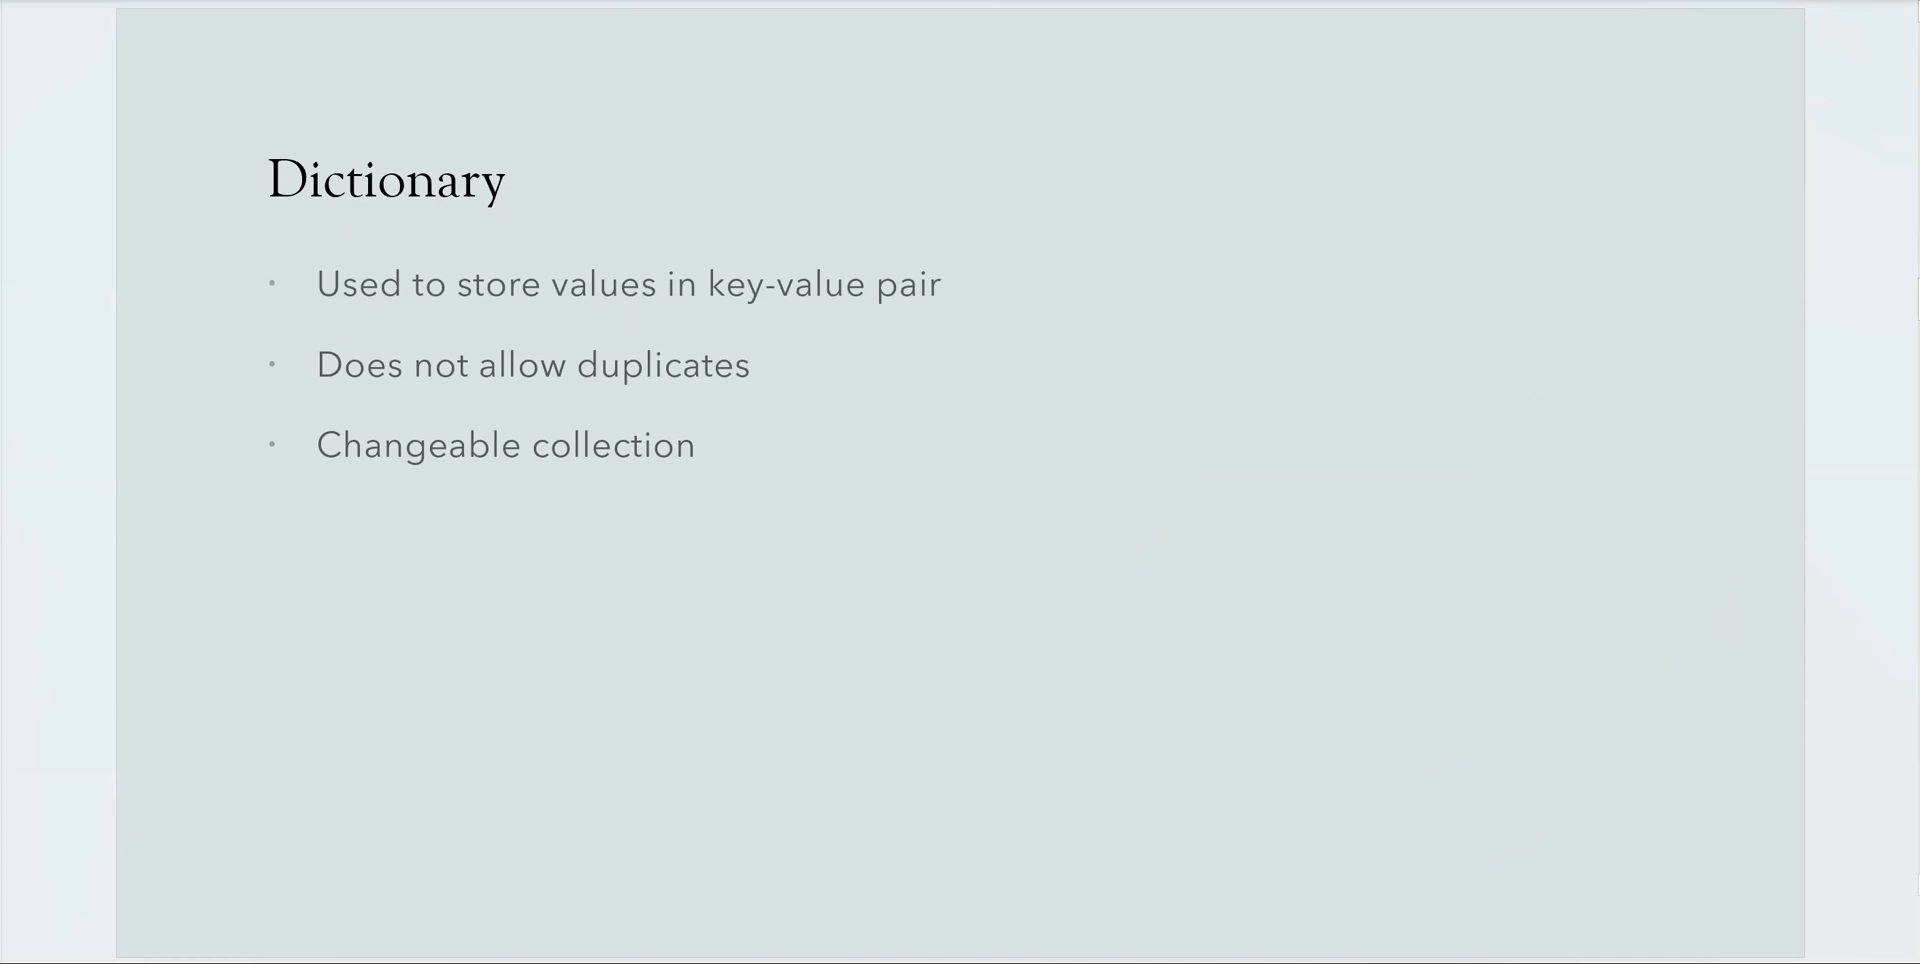 Dictionary
• Used to store values in key-value pair
• Does not allow duplicates
• Changeable collection